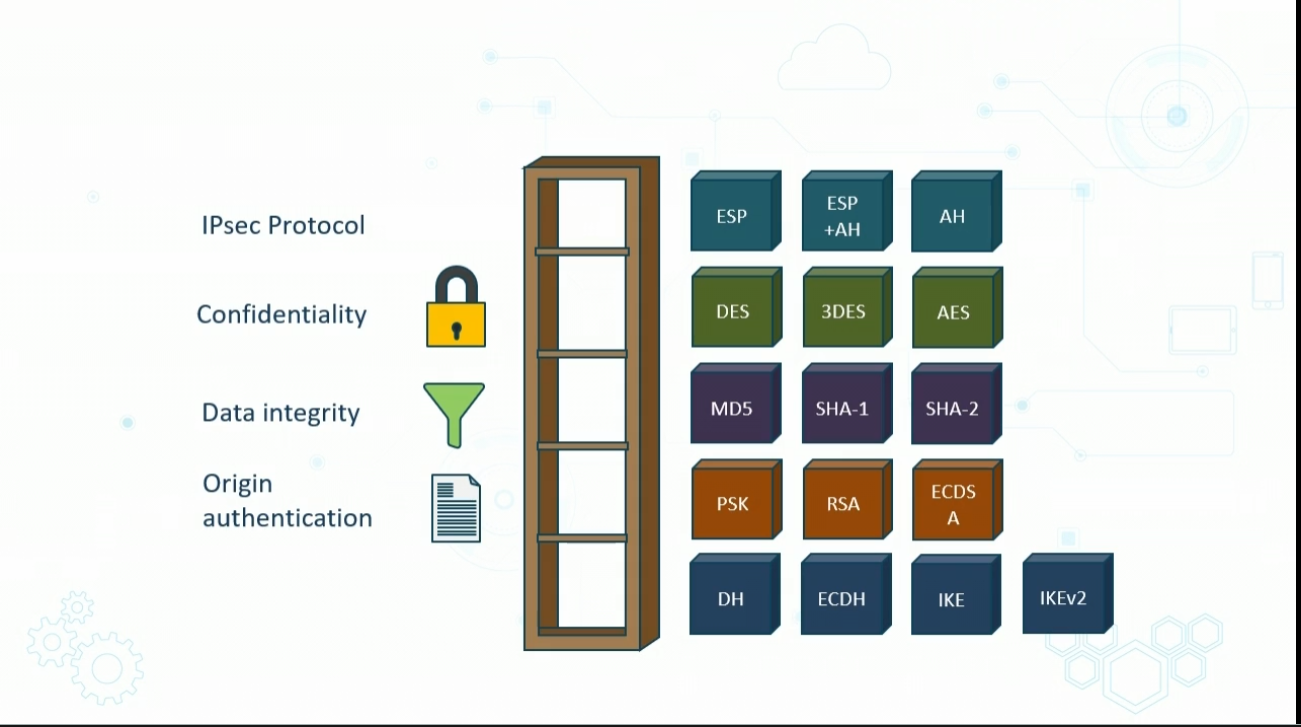 IPsec Protocol
ESP
ESP
+AH
AH
Confidentiality
DES
3DES
AES
Data integrity
MD5
SHA-1
SHA-2
Origin
authentication
PSK
RSA
ECDS
A
DH
ECDH
IKE
IKEv2